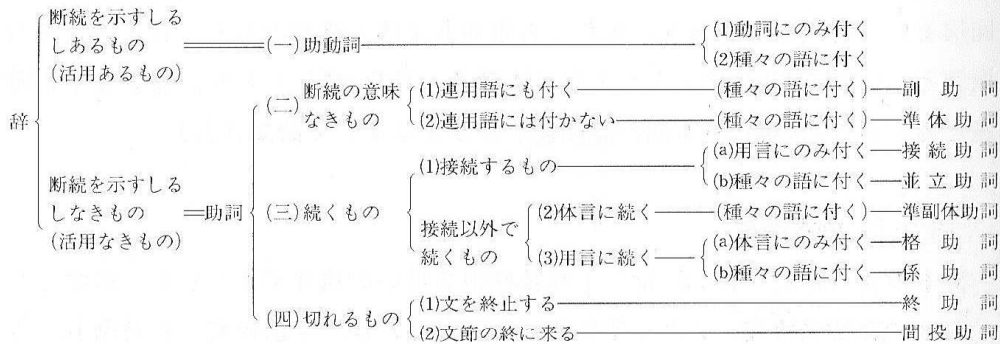 辞
断続を示すしる
しあるもの
(活用あるもの)
(一)助動詞
(1)動詞にのみ付く
(2)種々の語に付く
断続を示すしる
しなきもの
(活用なきもの)
助詞
(二)
断続の意味
なきもの
(1)連用語にも付く (種々の語に付く) 副助詞
(2)連用語には付かない (種々の語に付く) 準体助詞
(三)続くもの
(1)接続するもの
(a)用言にのみ付く 接続助詞
(b)種々の語に付く 並立助詞
接続以外で
続くもの
(2)体言に続く (種々の語に付く) 準副体助詞
(3)用言に続く
(a)体言にのみ付く 格助詞
(b)種々の語に付く 係助詞
(四)切れるもの
(1)文を終止する 終助詞
(2)文節の終に来る 間投助詞